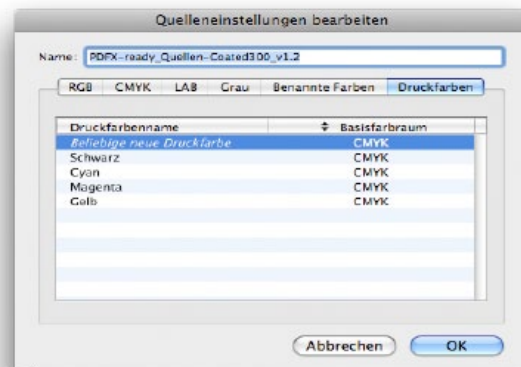 Quelleneinstellungen bearbeiten
Name: PDFX-ready_Quellen-Coated300_v1.2
RGB CMYK LAB Grau Benannte Farben Druckfarben
Druckfarbenname Basisfarbraum
Beliebige neue Druckfarbe CMYK
Schwarz CMYK
Cyan CMYK
Magenta CMYK
Gelb CMYK
Abbrechen OK